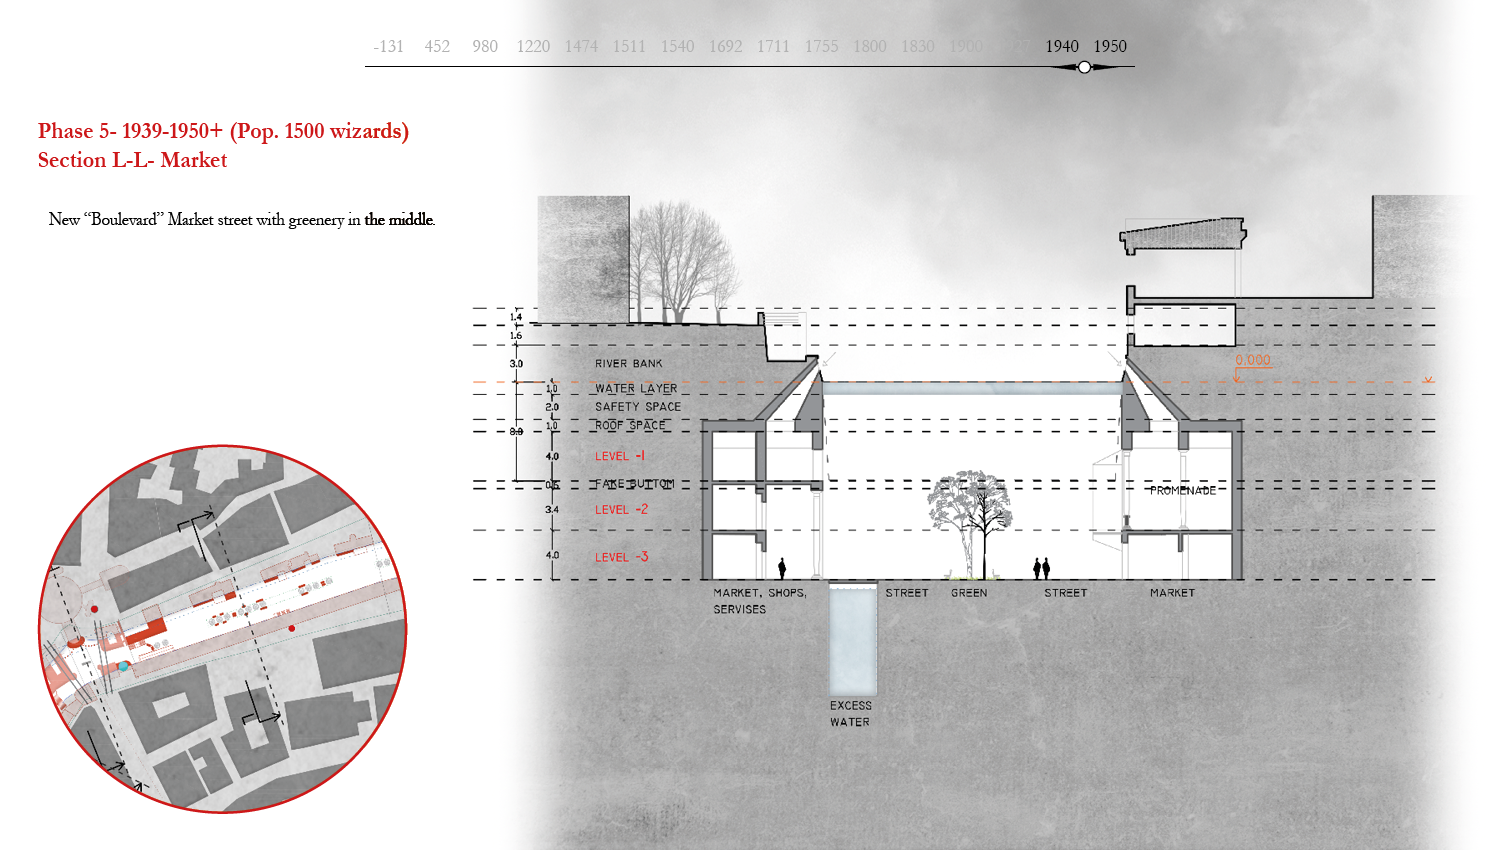 -131 452 980 1220 1474 1511 1540 1692 1711 1755 1800 1830 1900 1927 1940 1950
Phase 5- 1939-1950+ (Pop. 1500 wizards)
Section L-L- Market
New “Boulevard” Market street with greenery in the middle.
1.4
1.6
3.0
RIVER BANK
0.000
1.0
WATER LAYER
2.0
SAFETY SPACE
1.0
ROOF SPACE
8.0
4.0
LEVEL -1
0.5
FAKE BUTTOM
PROMENADE
3.4
LEVEL -2
4.0
LEVEL -3
MARKET, SHOPS,
SERVISES
STREET
GREEN
STREET
MARKET
EXCESS
WATER